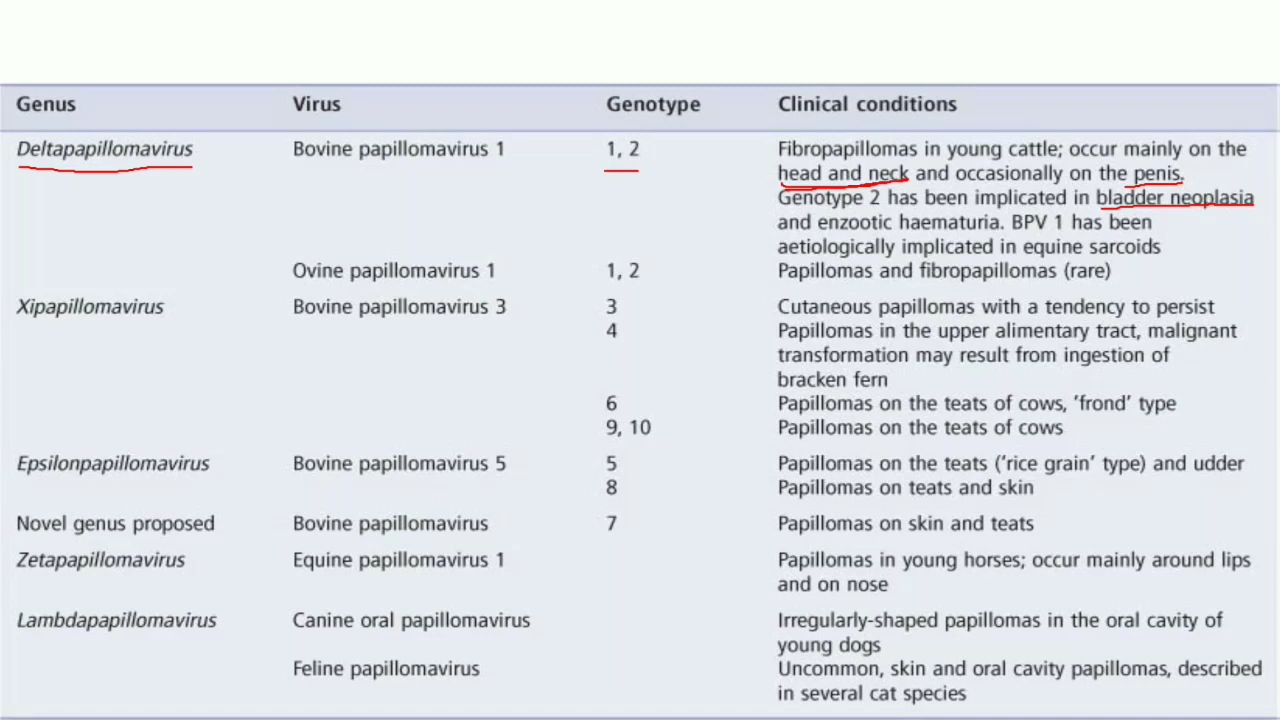 Genus Virus Genotype Clinical conditions
Deltapapillomavirus Bovine papillomavirus 1 1, 2 Fibropapillomas in young cattle; occur mainly on the
head and neck and occasionally on the penis.
Genotype 2 has been implicated in bladder neoplasia
and enzootic haematuria. BPV 1 has been
aetiologically implicated in equine sarcoids
Ovine papillomavirus 1 1, 2 Papillomas and fibropapillomas (rare)
Xipapillomavirus Bovine papillomavirus 3 3 Cutaneous papillomas with a tendency to persist
4 Papillomas in the upper alimentary tract, malignant
transformation may result from ingestion of
bracken fern
6 Papillomas on the teats of cows, ‘frond’ type
9, 10 Papillomas on the teats of cows
Epsilonpapillomavirus Bovine papillomavirus 5 5 Papillomas on the teats (‘rice grain’ type) and udder
8 Papillomas on teats and skin
Novel genus proposed Bovine papillomavirus 7 Papillomas on skin and teats
Zetapapillomavirus Equine papillomavirus 1 Papillomas in young horses; occur mainly around lips
and on nose
Lambdapapillomavirus Canine oral papillomavirus Irregularly-shaped papillomas in the oral cavity of
young dogs
Feline papillomavirus Uncommon, skin and oral cavity papillomas, described
in several cat species